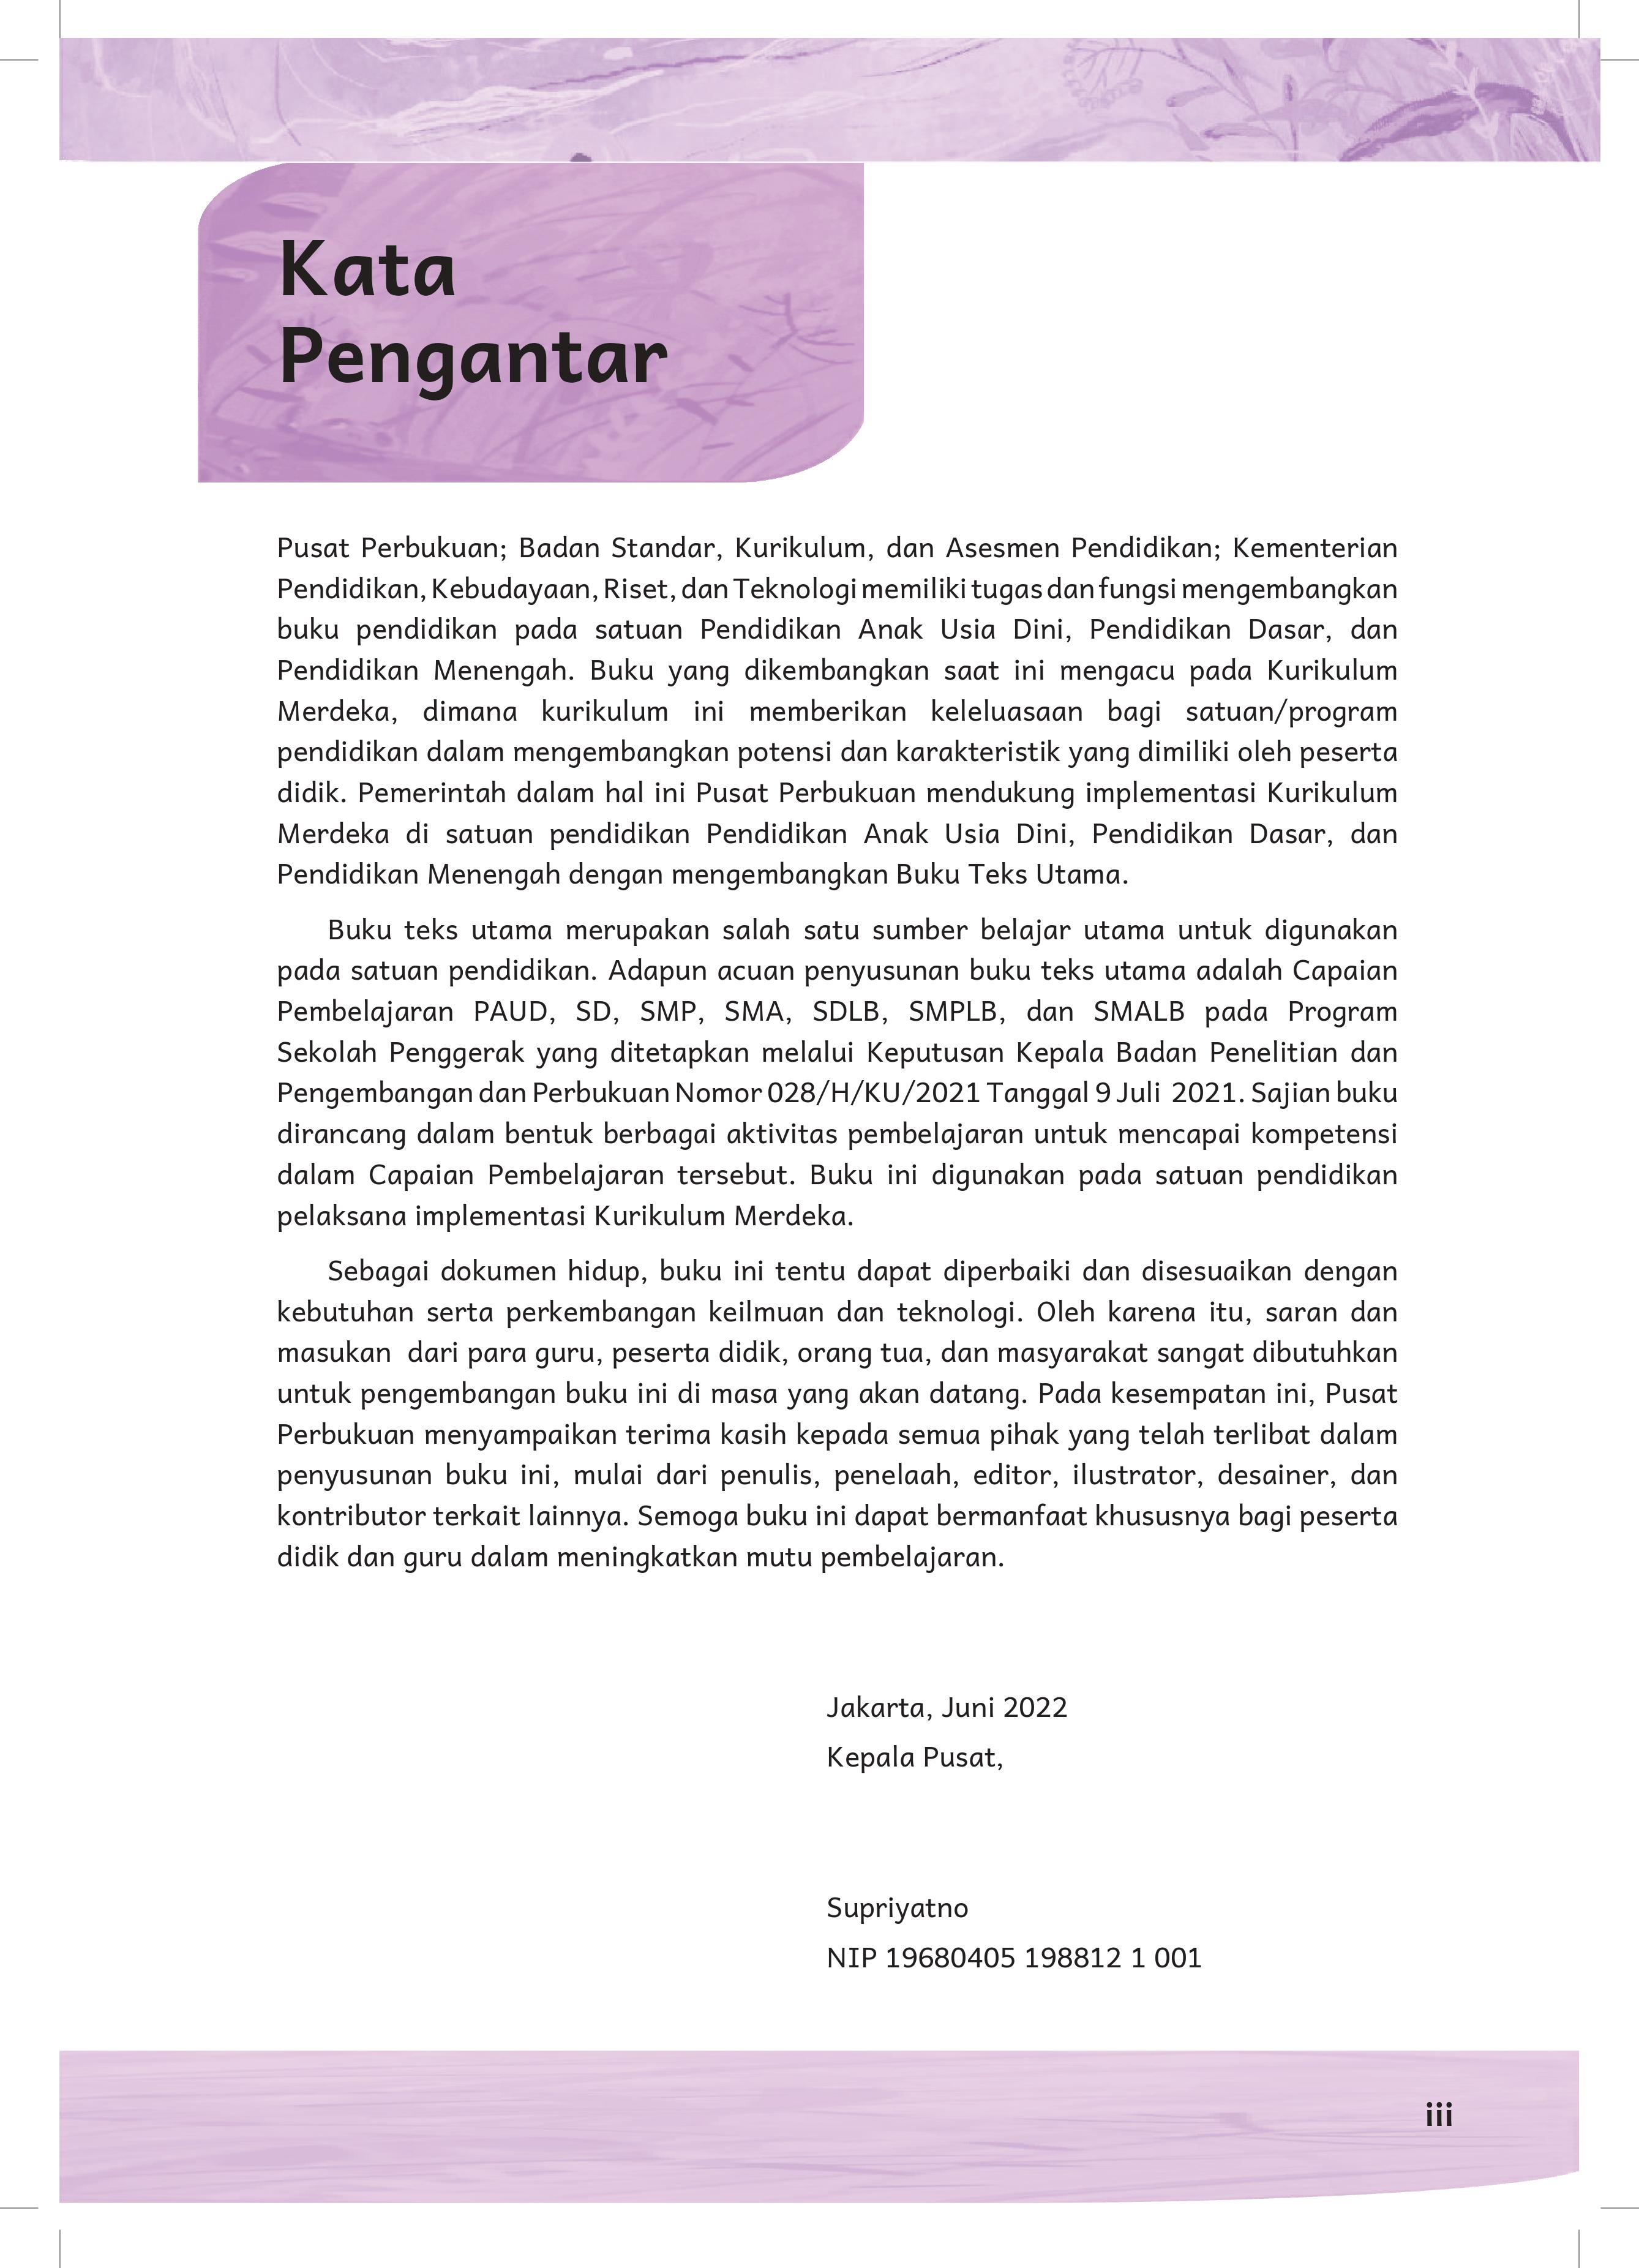 Kata
Pengantar
Pusat Perbukuan; Badan Standar, Kurikulum, dan Asesmen Pendidikan; Kementerian
Pendidikan, Kebudayaan, Riset, dan Teknologi memiliki tugas dan fungsi mengembangkan
buku pendidikan pada satuan Pendidikan Anak Usia Dini, Pendidikan Dasar, dan
Pendidikan Menengah. Buku yang dikembangkan saat ini mengacu pada Kurikulum
Merdeka, dimana kurikulum ini memberikan keleluasaan bagi satuan/program
pendidikan dalam mengembangkan potensi dan karakteristik yang dimiliki oleh peserta
didik. Pemerintah dalam hal ini Pusat Perbukuan mendukung implementasi Kurikulum
Merdeka di satuan pendidikan Pendidikan Anak Usia Dini, Pendidikan Dasar, dan
Pendidikan Menengah dengan mengembangkan Buku Teks Utama.
Buku teks utama merupakan salah satu sumber belajar utama untuk digunakan
pada satuan pendidikan. Adapun acuan penyusunan buku teks utama adalah Capaian
Pembelajaran PAUD, SD, SMP, SMA, SDLB, SMPLB, dan SMALB pada Program
Sekolah Penggerak yang ditetapkan melalui Keputusan Kepala Badan Penelitian dan
Pengembangan dan Perbukuan Nomor 028/H/KU/2021 Tanggal 9 Juli 2021. Sajian buku
dirancang dalam bentuk berbagai aktivitas pembelajaran untuk mencapai kompetensi
dalam Capaian Pembelajaran tersebut. Buku ini digunakan pada satuan pendidikan
pelaksana implementasi Kurikulum Merdeka.
Sebagai dokumen hidup, buku ini tentu dapat diperbaiki dan disesuaikan dengan
kebutuhan serta perkembangan keilmuan dan teknologi. Oleh karena itu, saran dan
masukan dari para guru, peserta didik, orang tua, dan masyarakat sangat dibutuhkan
untuk pengembangan buku ini di masa yang akan datang. Pada kesempatan ini, Pusat
Perbukuan menyampaikan terima kasih kepada semua pihak yang telah terlibat dalam
penyusunan buku ini, mulai dari penulis, penelaah, editor, ilustrator, desainer, dan
kontributor terkait lainnya. Semoga buku ini dapat bermanfaat khususnya bagi peserta
didik dan guru dalam meningkatkan mutu pembelajaran.
Jakarta, Juni 2022
Kepala Pusat,
Supriyatno
NIP 19680405 198812 1 001
iii